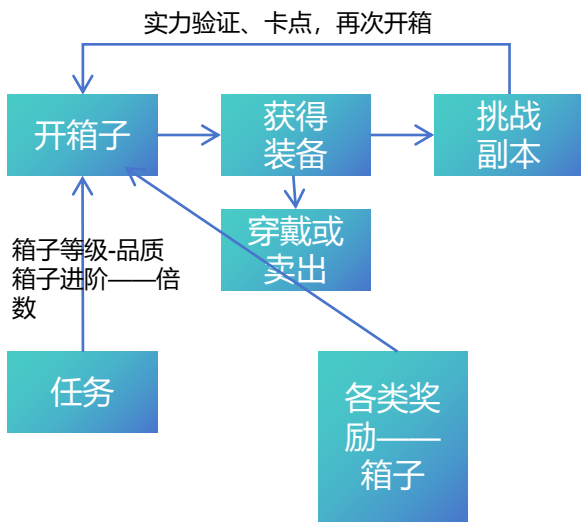 实力验证、卡点，再次开箱
开箱子
获得
装备
挑战
副本
穿戴或
卖出
箱子等级-品质
箱子进阶——倍
数
任务
各类奖
励——
箱子